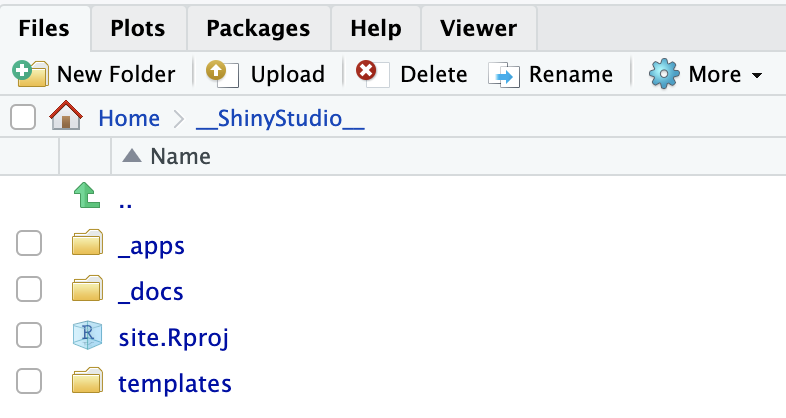 Files Plots Packages Help Viewer
New Folder Upload Delete Rename More
Home __ShinyStudio__
Name
..
_apps
_docs
site.Rproj
templates